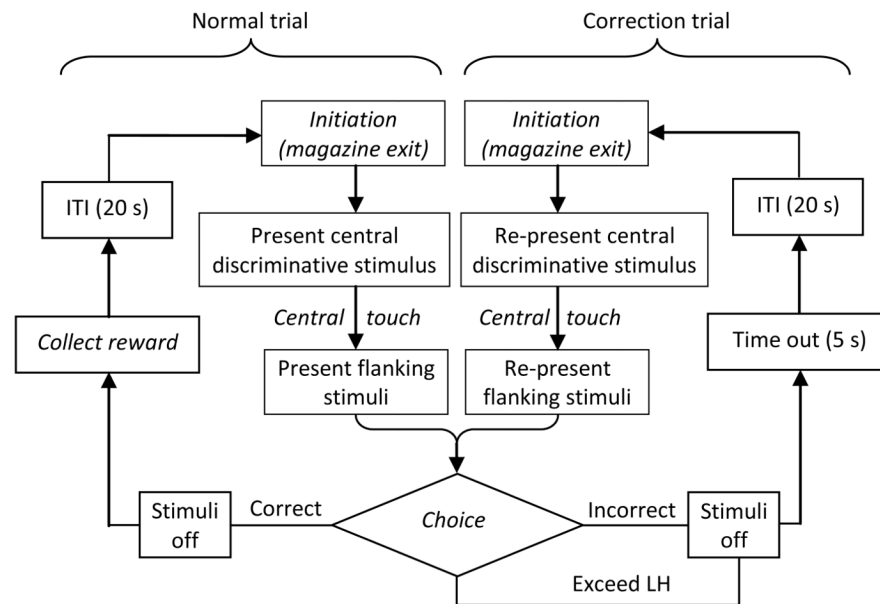 Normal trial
Correction trial
Initiation
(magazine exit)
Initiation
(magazine exit)
ITI (20 s)
ITI (20 s)
Present central
discriminative stimulus
Re-present central
discriminative stimulus
Central touch
Central touch
Collect reward
Time out (5 s)
Present flanking
stimuli
Re-present
flanking stimuli
Stimuli
off
Correct
Choice
Incorrect
Stimuli
off
Exceed LH